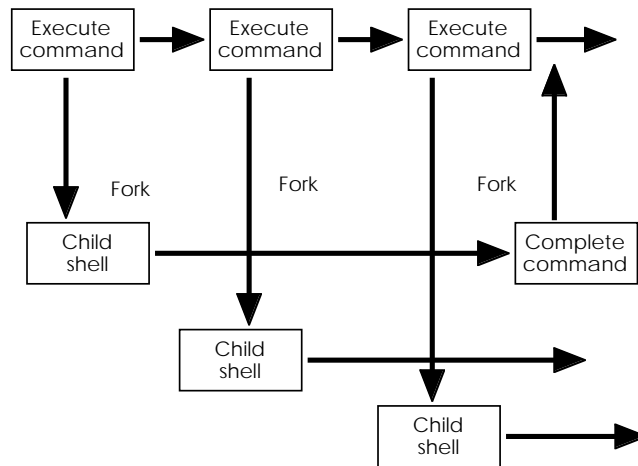 Execute
command
Execute
command
Execute
command
Fork
Fork
Fork
Child
shell
Complete
command
Child
shell
Child
shell